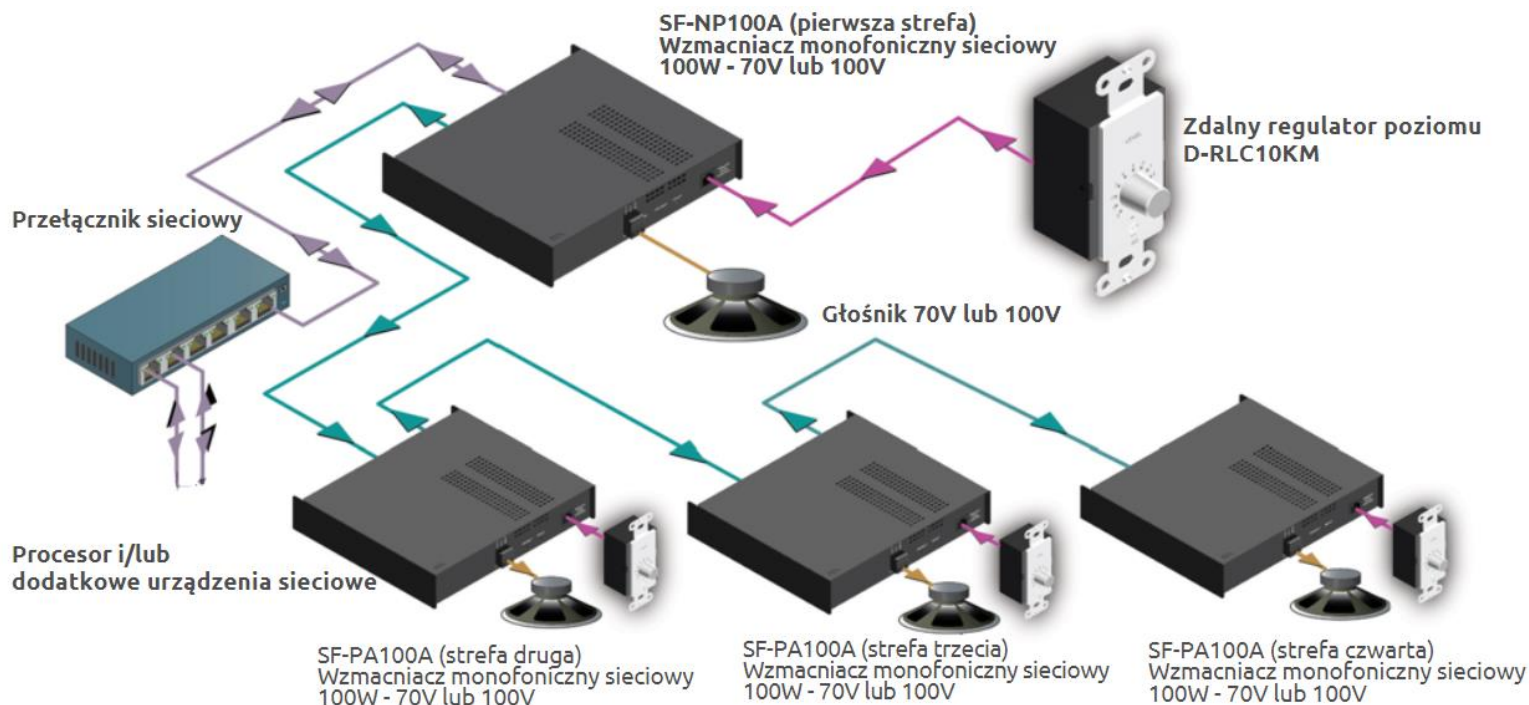 SF-NP100A (pierwsza strefa)
Wzmacniacz monofoniczny sieciowy
100W - 70V lub 100V
Zdalny regulator poziomu
D-RLC10KM
Przełącznik sieciowy
Głośnik 70V lub 100V
Procesor i/lub
dodatkowe urządzenia sieciowe
SF-PA100A (strefa druga)
Wzmacniacz monofoniczny sieciowy
100W - 70V lub 100V
SF-PA100A (strefa trzecia)
Wzmacniacz monofoniczny sieciowy
100W - 70V lub 100V
SF-PA100A (strefa czwarta)
Wzmacniacz monofoniczny sieciowy
100W - 70V lub 100V